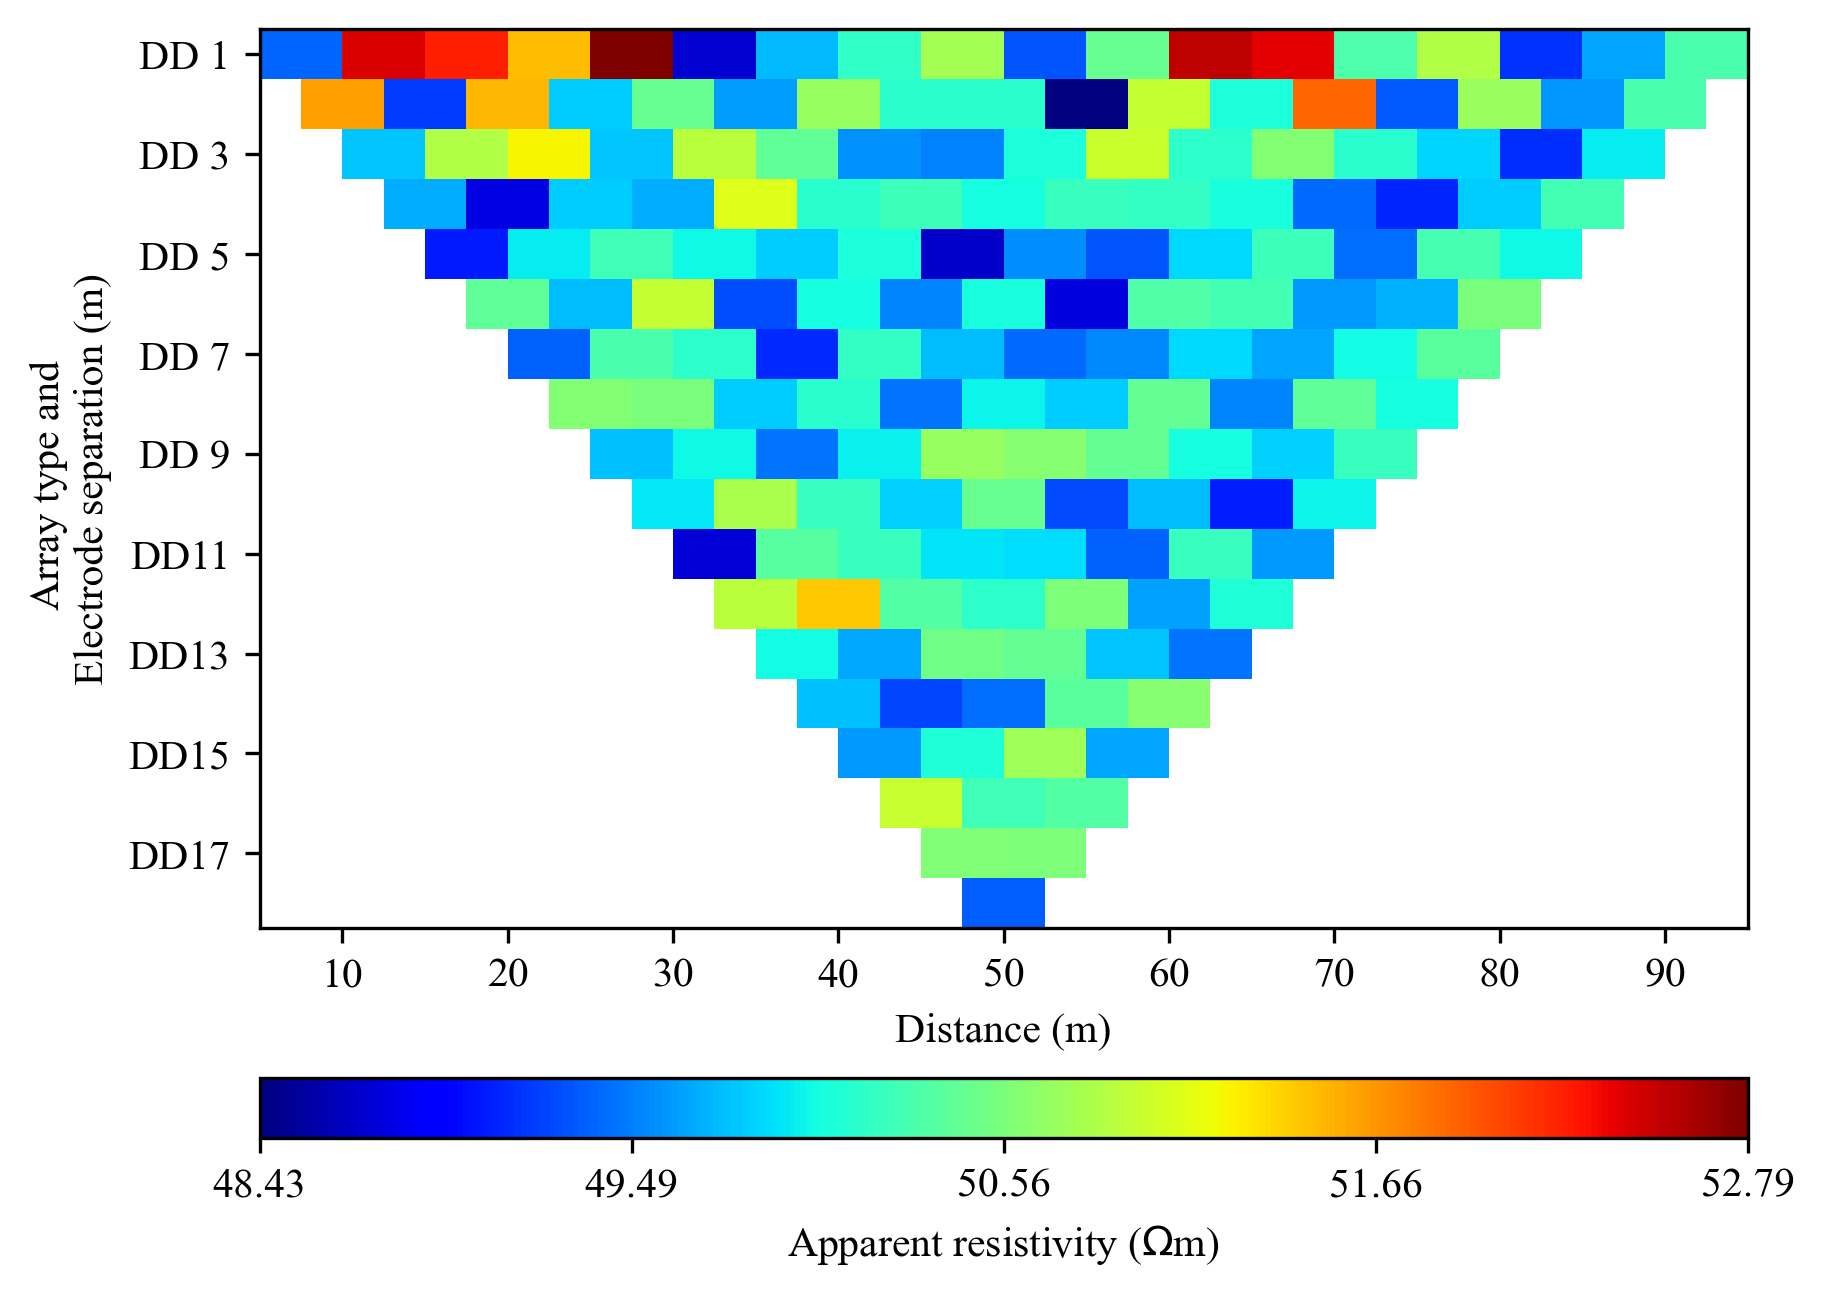 DD 1
DD 3
DD 5
DD 7
DD 9
DD11
DD13
DD15
DD17
Array type and
Electrode separation (m)
10 20 30 40 50 60 70 80 90
Distance (m)
48.43 49.49 50.56 51.66 52.79
Apparent resistivity (Ωm)